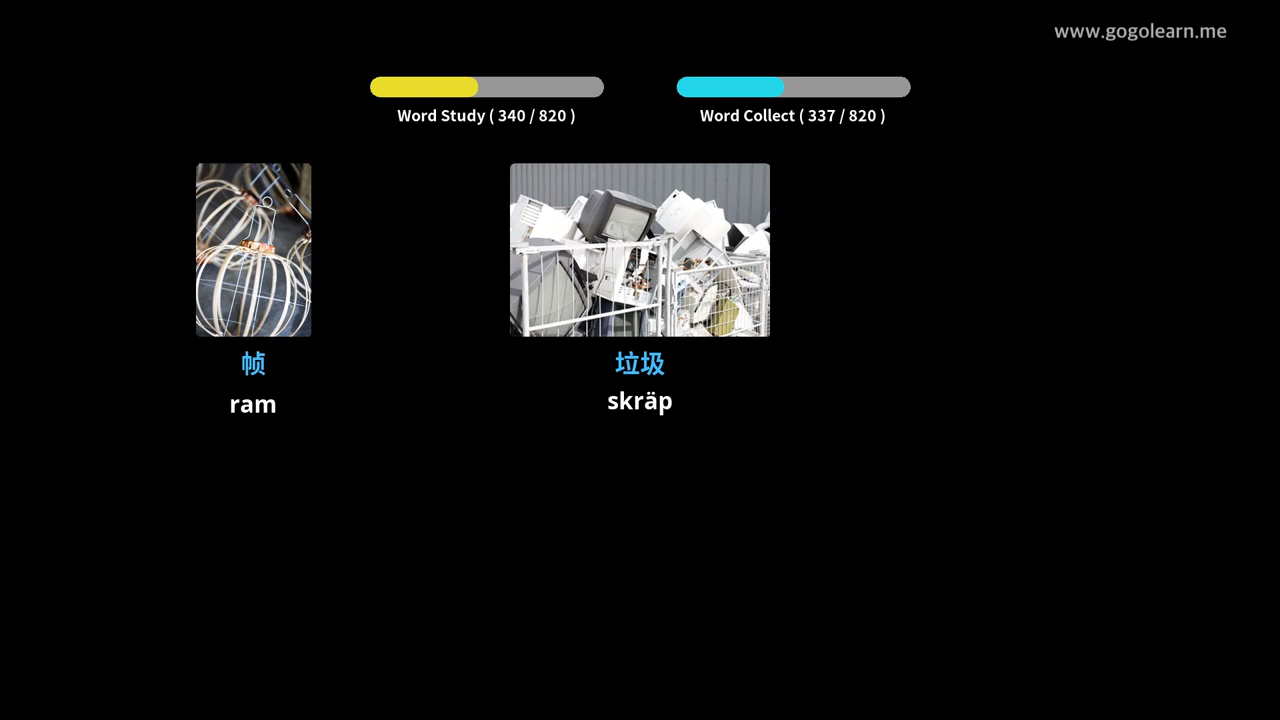 www.gogolearn.me
Word Study ( 340 / 820 )
Word Collect ( 337 / 820 )
帧
ram
垃圾
skräp